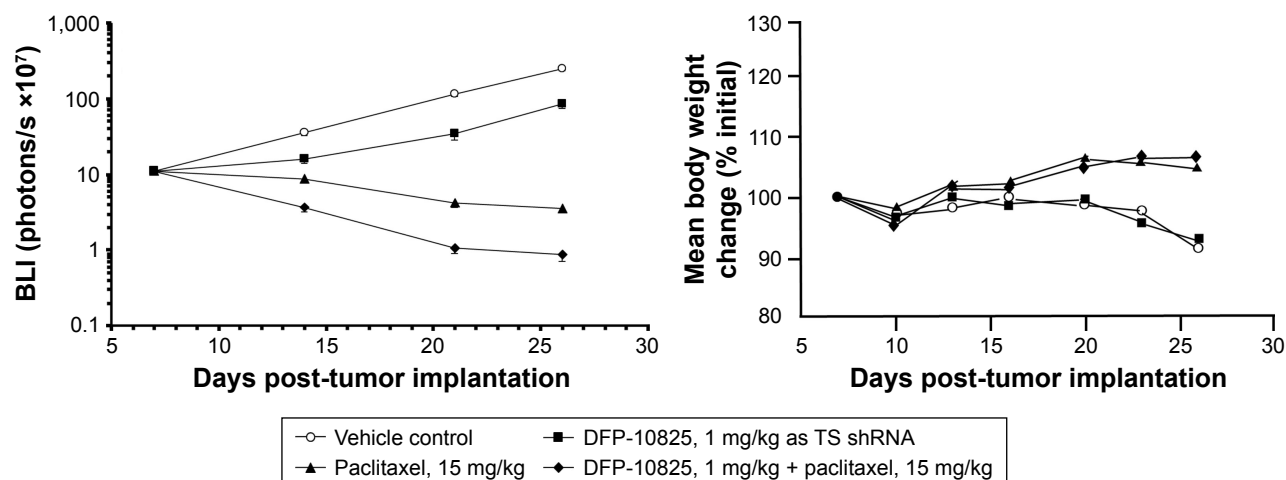 BLI (photons/s ×10⁷)
1,000
100
10
1
0.1
5 10 15 20 25 30
Days post-tumor implantation
Mean body weight
change (% initial)
130
120
110
100
90
80
5 10 15 20 25 30
Days post-tumor implantation
Vehicle control
DFP-10825, 1 mg/kg as TS shRNA
Paclitaxel, 15 mg/kg
DFP-10825, 1 mg/kg + paclitaxel, 15 mg/kg